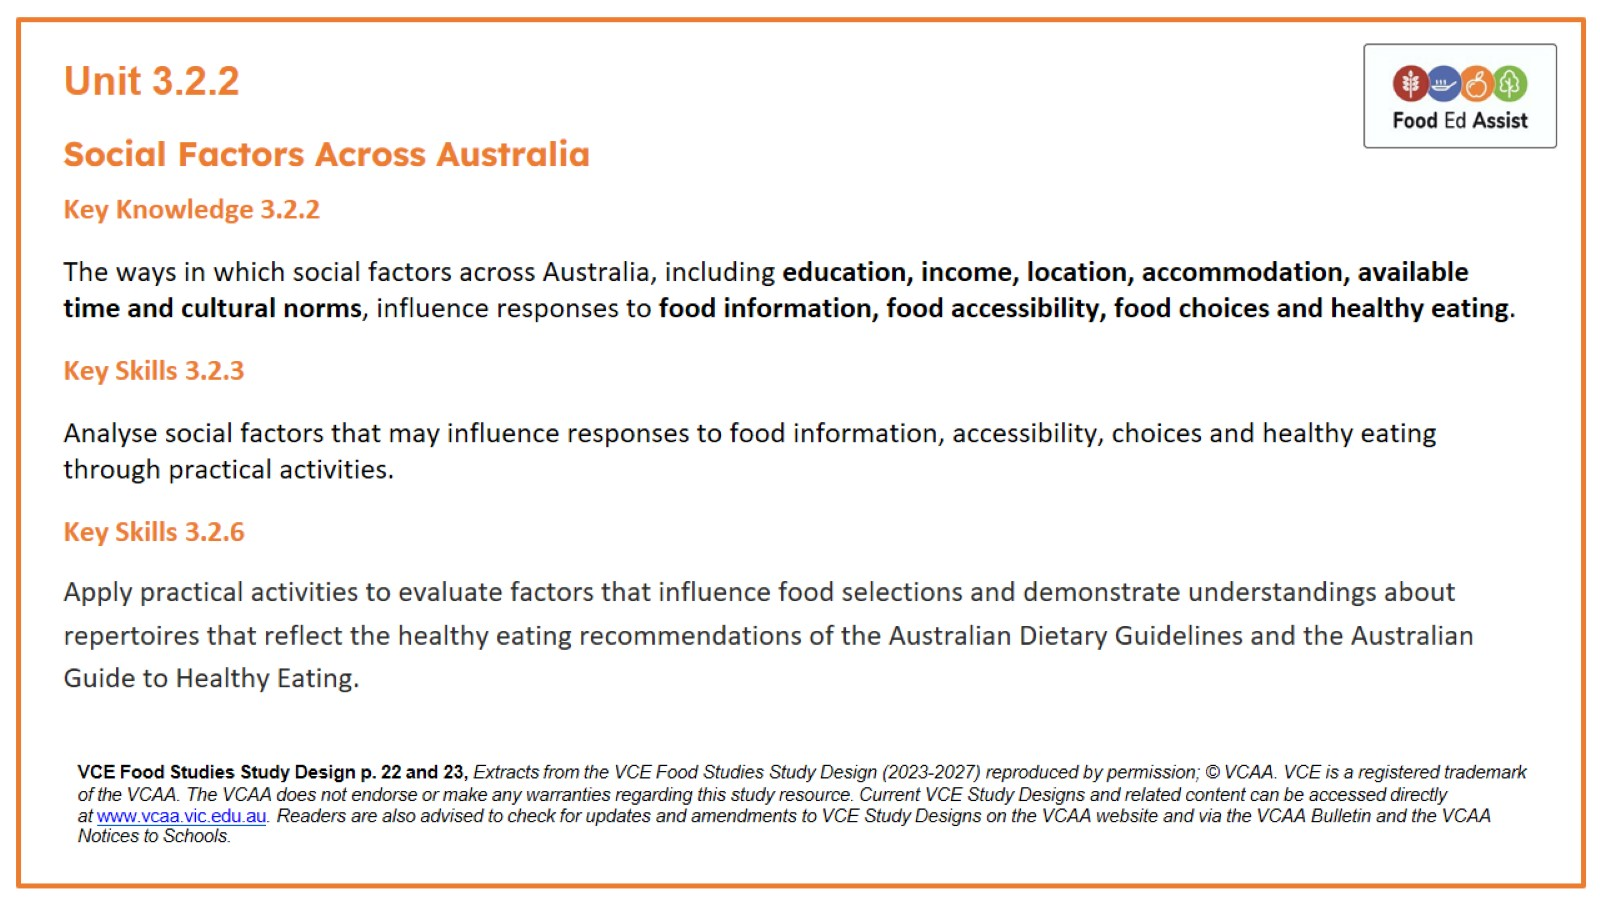 Unit 3.2.2
Food Ed Assist
Social Factors Across Australia
Key Knowledge 3.2.2
The ways in which social factors across Australia, including education, income, location, accommodation, available
time and cultural norms, influence responses to food information, food accessibility, food choices and healthy eating.
Key Skills 3.2.3
Analyse social factors that may influence responses to food information, accessibility, choices and healthy eating
through practical activities.
Key Skills 3.2.6
Apply practical activities to evaluate factors that influence food selections and demonstrate understandings about
repertoires that reflect the healthy eating recommendations of the Australian Dietary Guidelines and the Australian
Guide to Healthy Eating.
VCE Food Studies Study Design p. 22 and 23, Extracts from the VCE Food Studies Study Design (2023-2027) reproduced by permission; © VCAA. VCE is a registered trademark
of the VCAA. The VCAA does not endorse or make any warranties regarding this study resource. Current VCE Study Designs and related content can be accessed directly
at www.vcaa.vic.edu.au. Readers are also advised to check for updates and amendments to VCE Study Designs on the VCAA website and via the VCAA Bulletin and the VCAA
Notices to Schools.